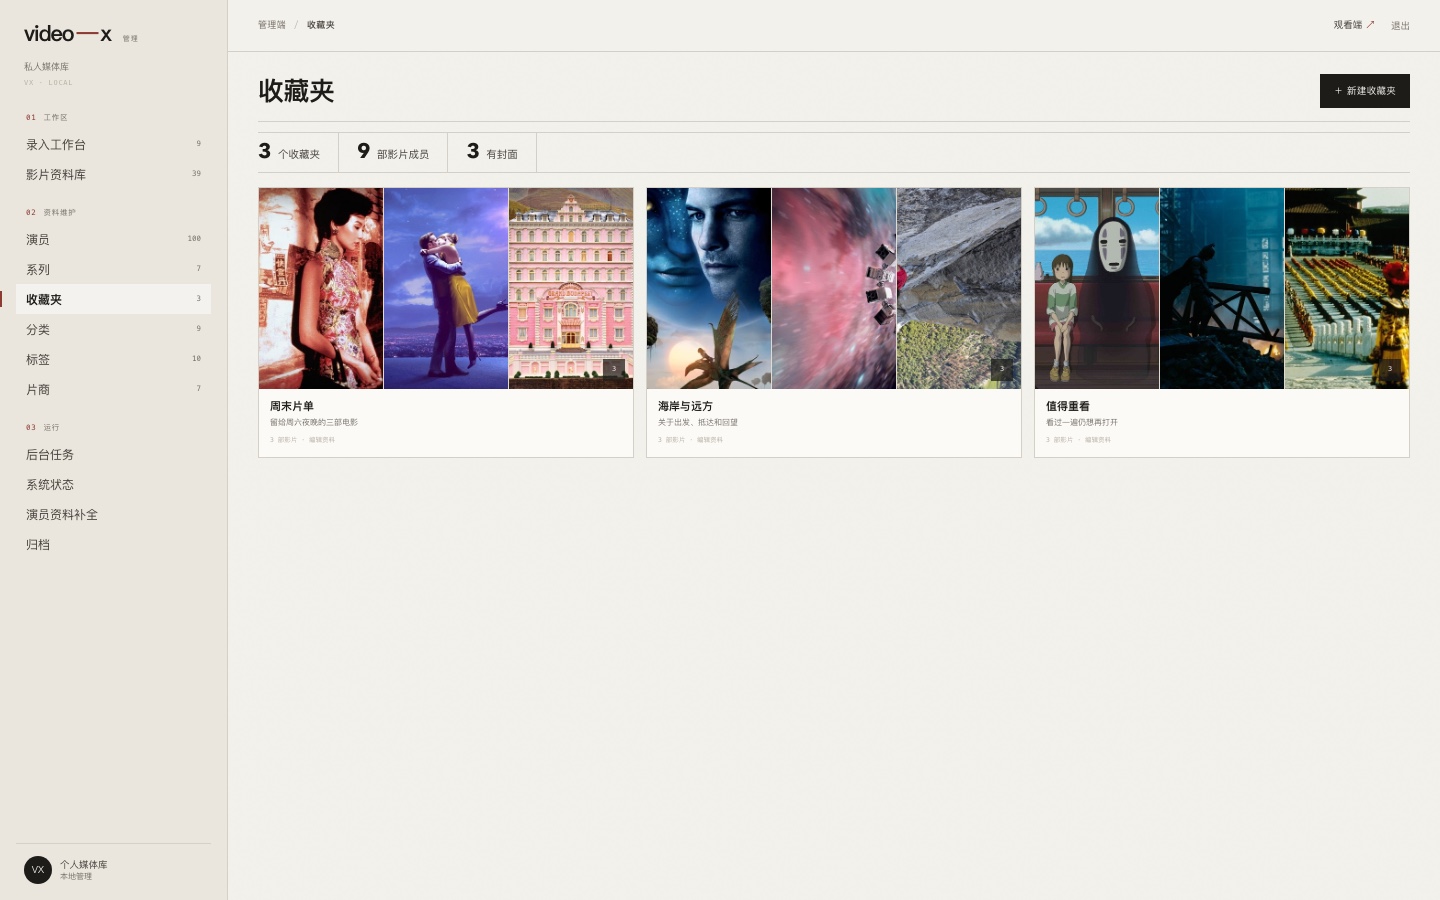 video—x 管理
私人媒体库
VX · LOCAL
01 工作区
录入工作台 9
影片资料库 39
02 资料维护
演员 100
系列 7
收藏夹 3
分类 9
标签 10
片商 7
03 运行
后台任务
系统状态
演员资料补全
归档
VX
个人媒体库
本地管理
管理端 / 收藏夹
观看端 ↗ 退出
收藏夹
+ 新建收藏夹
3 个收藏夹
9 部影片成员
3 有封面
3
周末片单
留给周六夜晚的三部电影
3 部影片 · 编辑资料
3
海岸与远方
关于出发、抵达和回望
3 部影片 · 编辑资料
3
值得重看
看过一遍仍想再打开
3 部影片 · 编辑资料